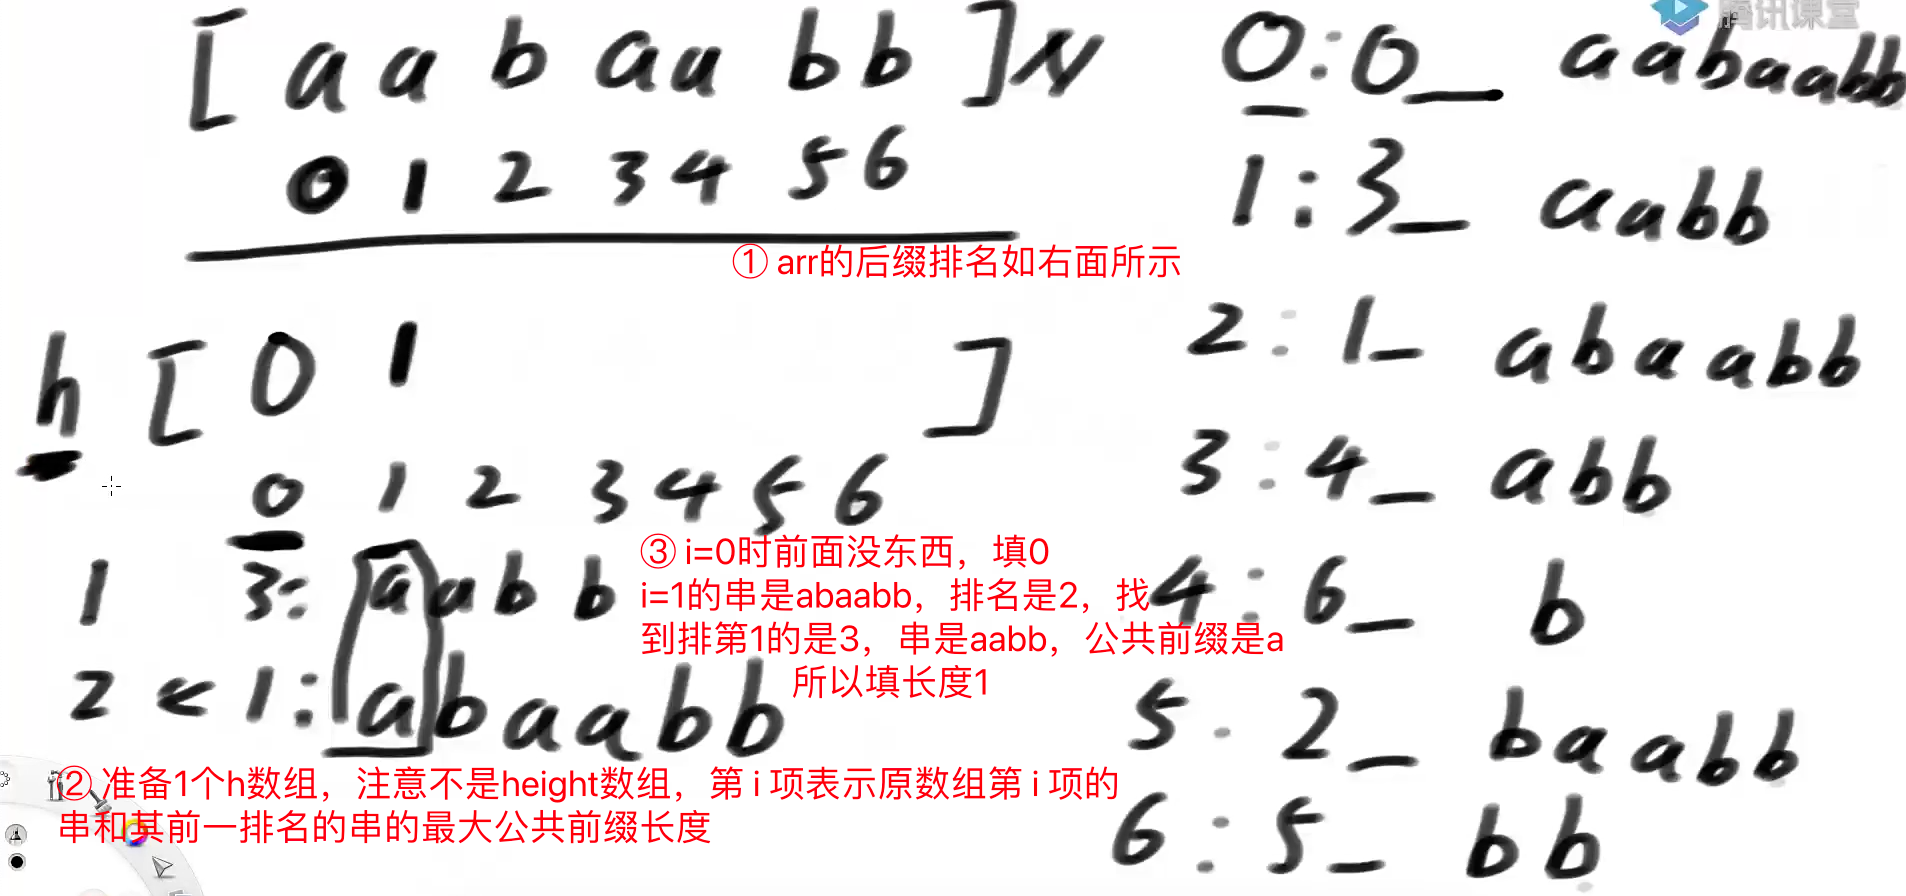 [ a a b a a b b ] N
0 1 2 3 4 5 6
① arr的后缀排名如右面所示
h [ 0 1 ]
0 1 2 3 4 5 6
1 3: a a b b
2 < 1: a b a a b b
③ i=0时前面没东西，填0
i=1的串是abaabb，排名是2，找
到排第1的是3，串是aabb，公共前缀是a
所以填长度1
② 准备1个h数组，注意不是height数组，第 i 项表示原数组第 i 项的
串和其前一排名的串的最大公共前缀长度
腾讯课堂
0:0_ aabaabb
1:3_ aabb
2:1_ abaabb
3:4_ abb
4:6_ b
5:2_ baabb
6:5_ bb